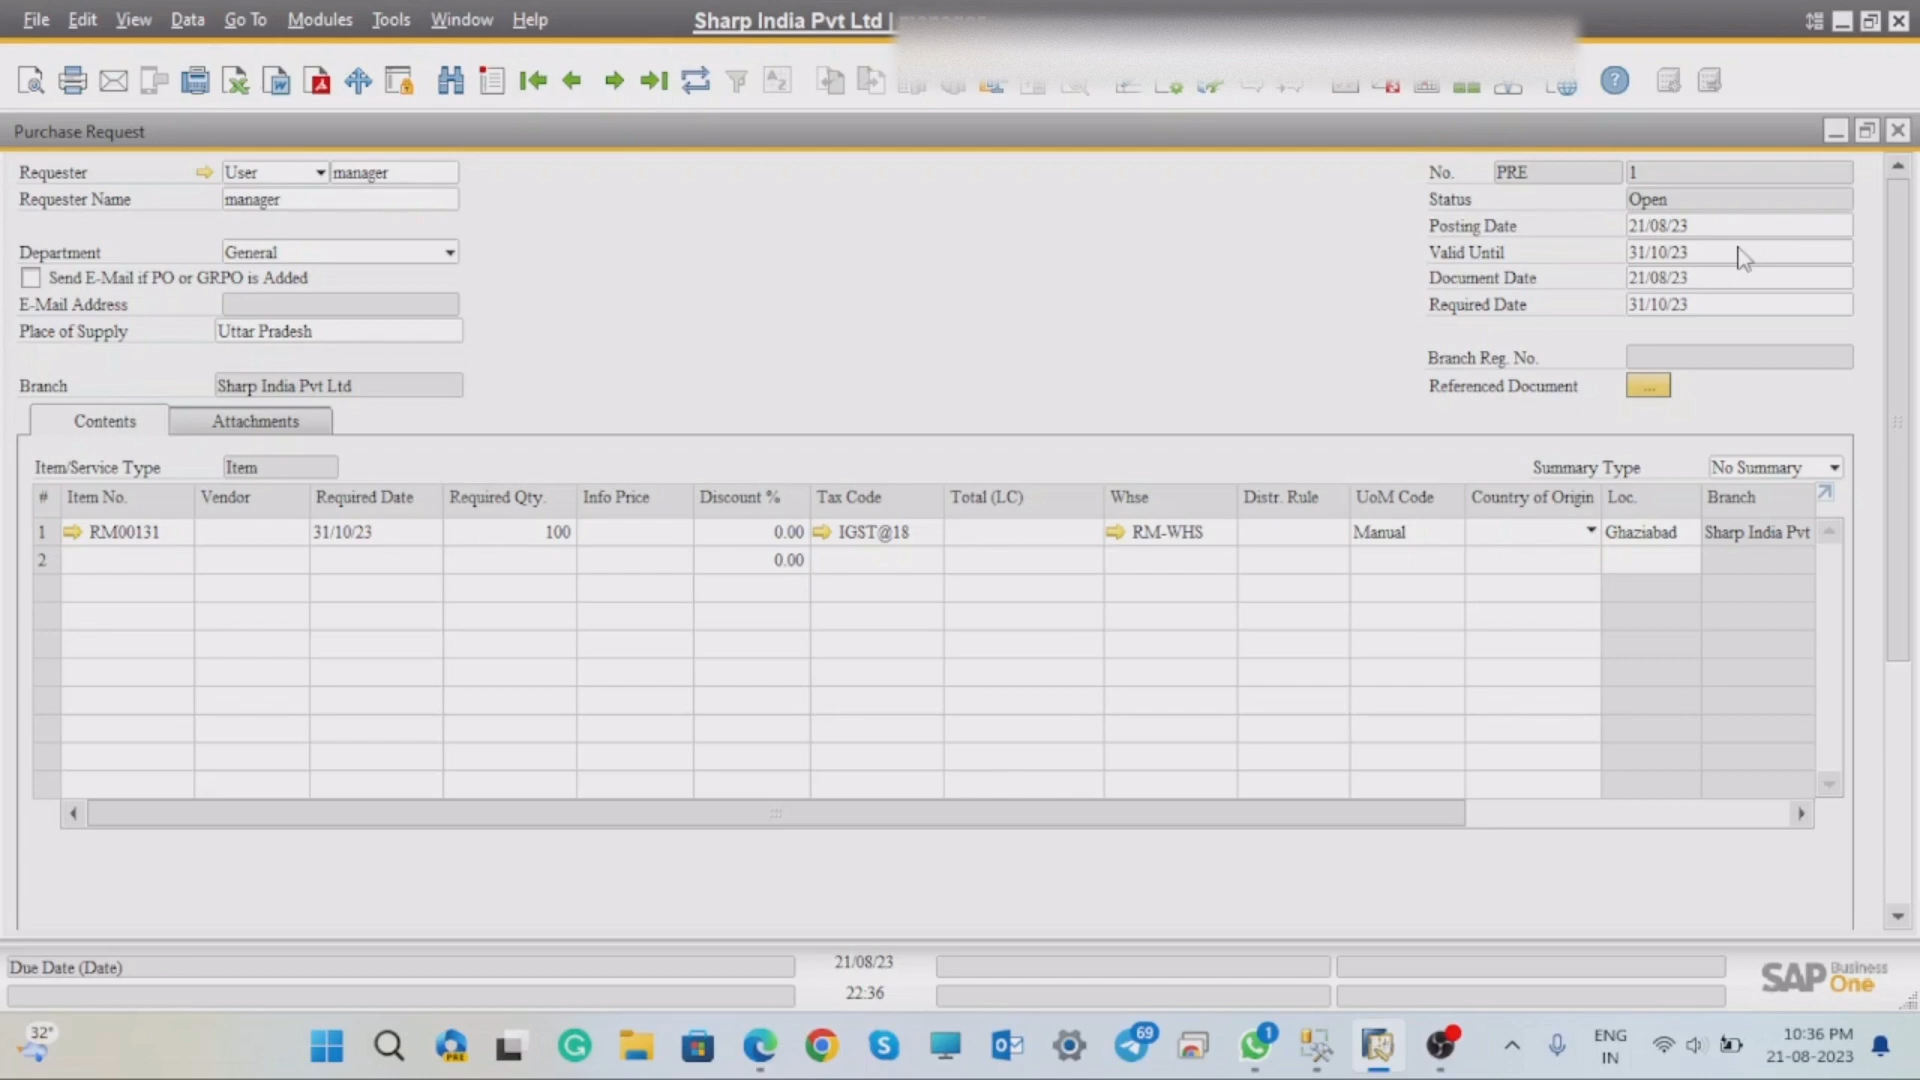 File Edit View Data Go To Modules Tools Window Help Sharp India Pvt Ltd |
Purchase Request
Requester User manager No. PRE 1
Requester Name manager Status Open
Posting Date 21/08/23
Department General Valid Until 31/10/23
Send E-Mail if PO or GRPO is Added Document Date 21/08/23
E-Mail Address Required Date 31/10/23
Place of Supply Uttar Pradesh
Branch Reg. No.
Branch Sharp India Pvt Ltd Referenced Document ...
Contents Attachments
Item/Service Type Item Summary Type No Summary
# Item No. Vendor Required Date Required Qty. Info Price Discount % Tax Code Total (LC) Whse Distr. Rule UoM Code Country of Origin Loc. Branch
1 RM00131 31/10/23 100 0.00 IGST@18 RM-WHS Manual Ghaziabad Sharp India Pvt
2 0.00
Due Date (Date) 21/08/23
22:36
SAP Business One
32°
PRE
69
1
ENG
IN
10:36 PM
21-08-2023